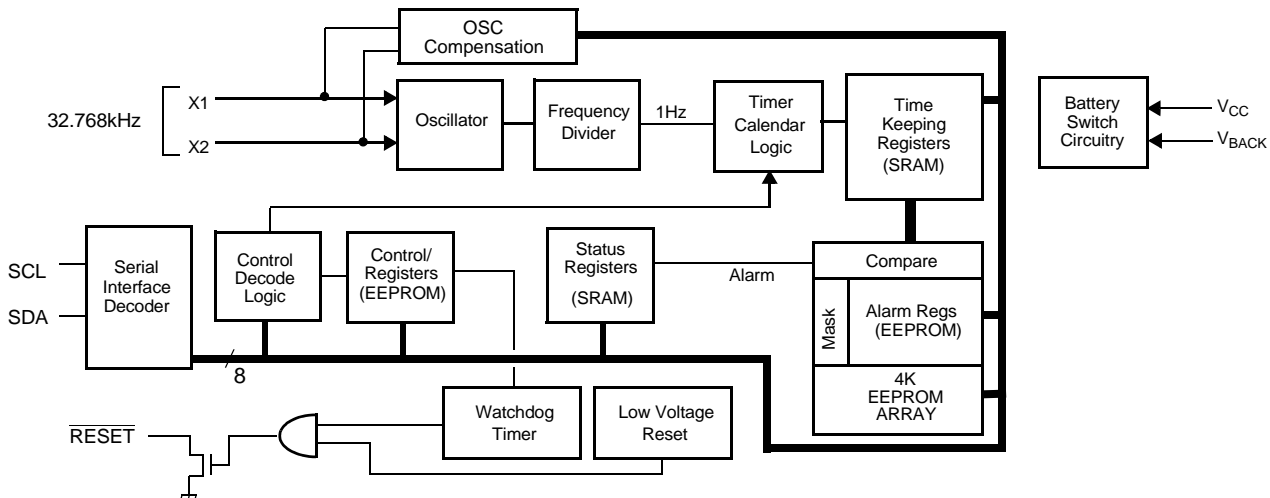 OSC
Compensation
32.768kHz
X1
X2
Oscillator
Frequency
Divider
1Hz
Timer
Calendar
Logic
Time
Keeping
Registers
(SRAM)
Battery
Switch
Circuitry
VCC
VBACK
SCL
SDA
Serial
Interface
Decoder
Control
Decode
Logic
Control/
Registers
(EEPROM)
Status
Registers
(SRAM)
Alarm
Compare
Mask
Alarm Regs
(EEPROM)
4K
EEPROM
ARRAY
8
Watchdog
Timer
Low Voltage
Reset
RESET